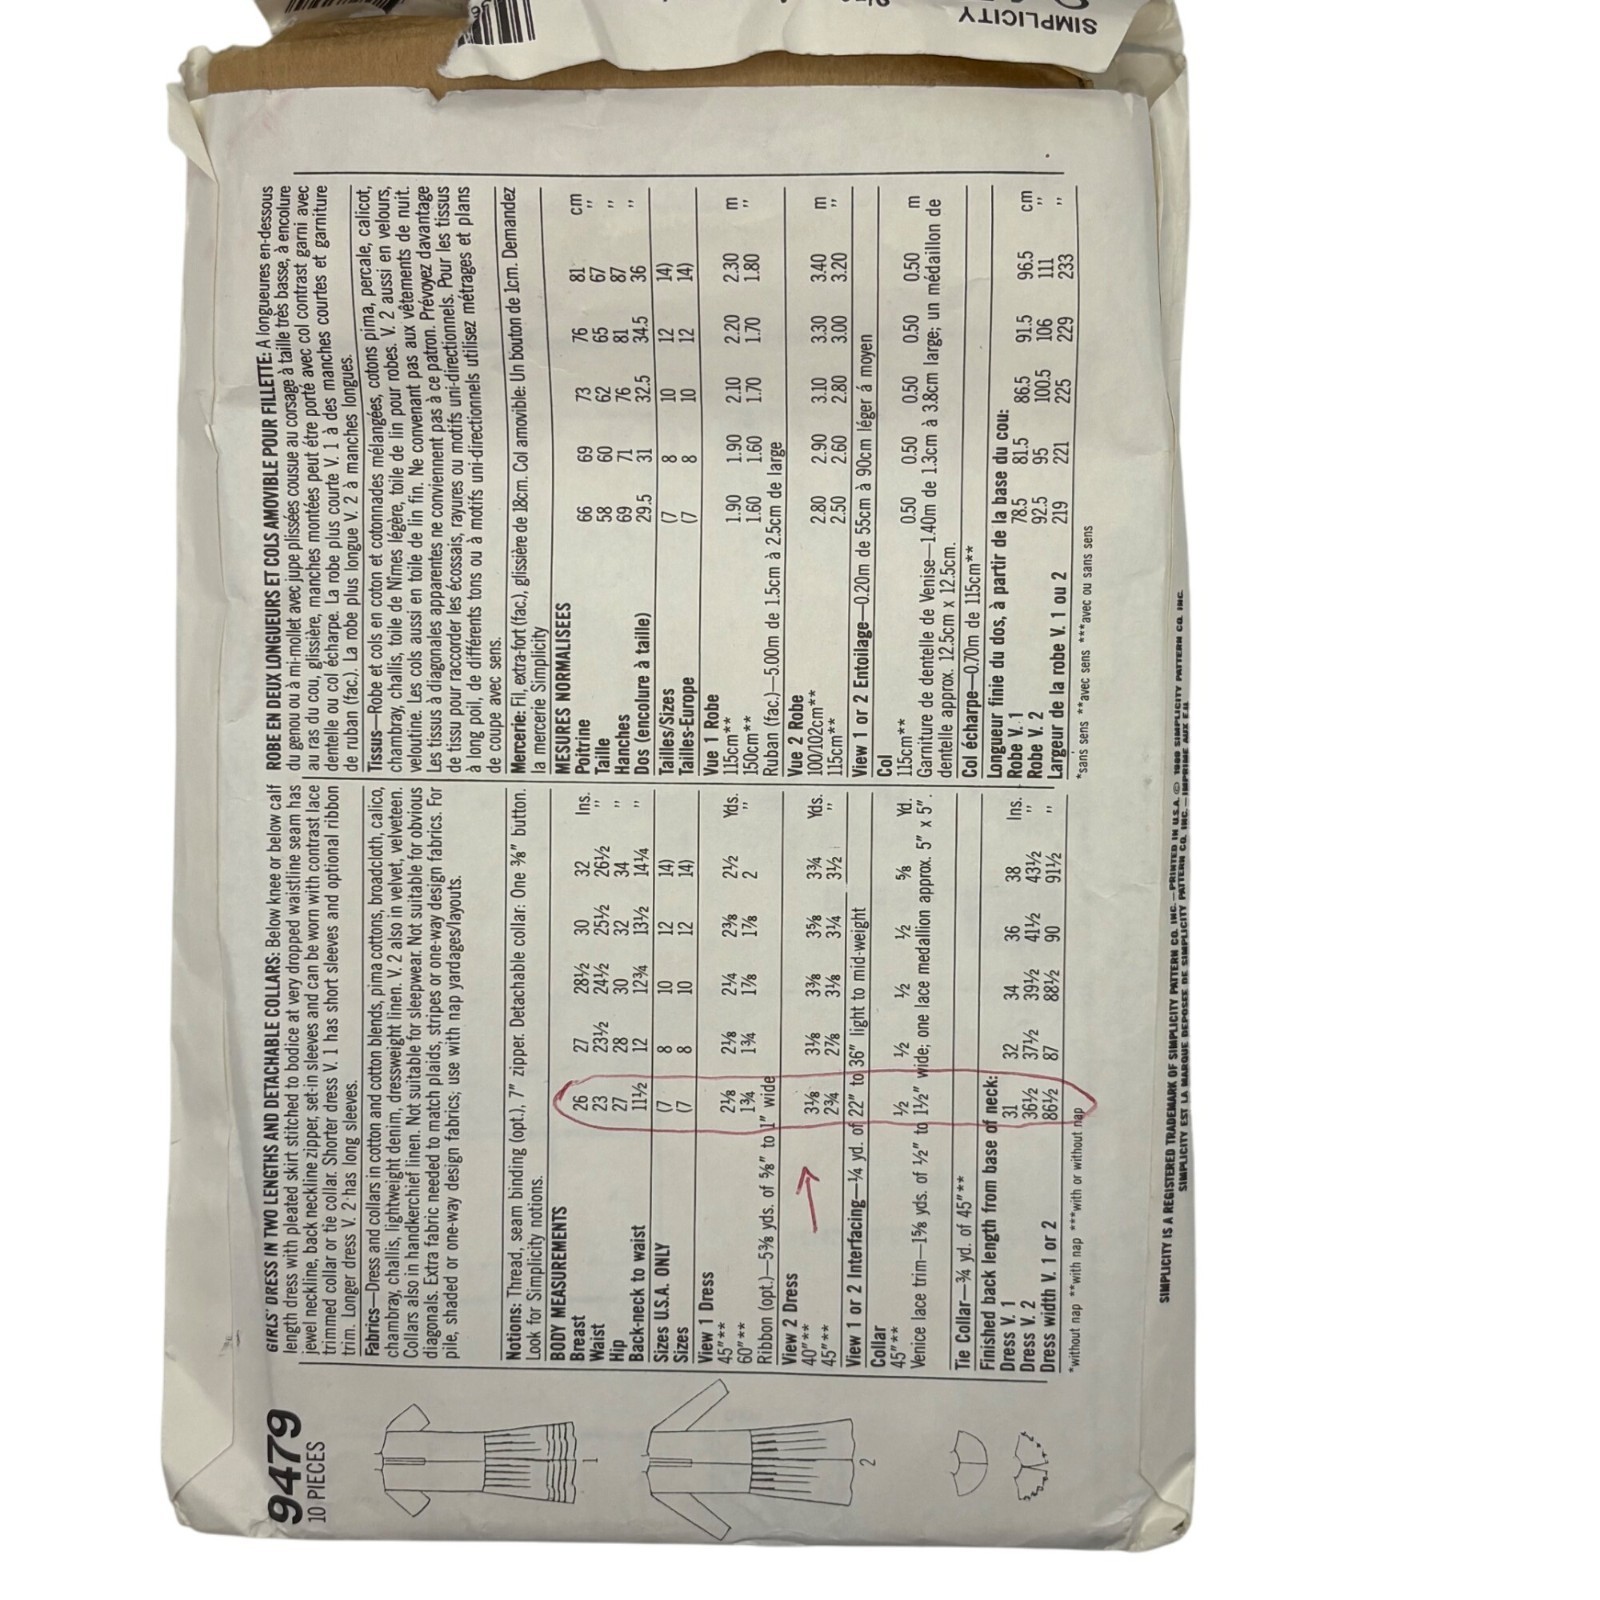 SIMPLICITY
9479
10 PIECES
1
2
GIRLS' DRESS IN TWO LENGTHS AND DETACHABLE COLLARS: Below knee or below calf
length dress with pleated skirt stitched to bodice at very dropped waistline seam has
jewel neckline, back neckline zipper, set-in sleeves and can be worn with contrast lace
trimmed collar or tie collar. Shorter dress V. 1 has short sleeves and optional ribbon
trim. Longer dress V. 2 has long sleeves.
Fabrics—Dress and collars in cotton and cotton blends, pima cottons, broadcloth, calico,
chambray, challis, lightweight denim, dressweight linen. V. 2 also in velvet, velveteen.
Collars also in handkerchief linen. Not suitable for sleepwear. Not suitable for obvious
diagonals. Extra fabric needed to match plaids, stripes or one-way design fabrics. For
pile, shaded or one-way design fabrics; use with nap yardages/layouts.
Notions: Thread, seam binding (opt.), 7" zipper. Detachable collar: One ⅜" button.
Look for Simplicity notions.
BODY MEASUREMENTS
Breast 26 27 28½ 30 32 Ins.
Waist 23 23½ 24½ 25½ 26½ "
Hip 27 28 30 32 34 "
Back-neck to waist 11½ 12 12¾ 13½ 14¼ "
Sizes U.S.A. ONLY (7 8 10 12 14)
Sizes (7 8 10 12 14)
View 1 Dress
45"** 2⅛ 2⅛ 2¼ 2⅜ 2½ Yds.
60"** 1¾ 1¾ 1⅞ 1⅞ 2 "
Ribbon (opt.)—5⅜ yds. of ⅝" to 1" wide
View 2 Dress
40"** 3⅛ 3⅛ 3⅜ 3⅝ 3¾ Yds.
45"** 2¾ 2⅞ 3⅛ 3¼ 3½ "
View 1 or 2 Interfacing—¼ yd. of 22" to 36" light to mid-weight
Collar
45"** ½ ½ ½ ½ ⅝ Yd.
Venice lace trim—1⅝ yds. of ½" to 1½" wide; one lace medallion approx. 5" x 5".
Tie Collar—¾ yd. of 45"**
Finished back length from base of neck:
Dress V. 1 31 32 34 36 38 Ins.
Dress V. 2 36½ 37½ 39½ 41½ 43½ "
Dress width V. 1 or 2 86½ 87 88½ 90 91½ "
*without nap **with nap ***with or without nap
ROBE EN DEUX LONGUEURS ET COLS AMOVIBLE POUR FILLETTE: A longueures en-dessous
du genou ou à mi-mollet avec jupe plissées cousue au corsage à taille très basse, à encolure
au ras du cou, glissière, manches montées peut étre porté avec col contrast garni avec
dentelle ou col écharpe. La robe plus courte V. 1 à des manches courtes et garniture
de ruban (fac.). La robe plus longue V. 2 à manches longues.
Tissus—Robe et cols en coton et cotonnades mélangées, cotons pima, percale, calicot,
chambray, challis, toile de Nîmes légère, toile de lin pour robes. V. 2 aussi en velours,
veloutine. Les cols aussi en toile de lin fin. Ne convenant pas aux vêtements de nuit.
Les tissus à diagonales apparentes ne conviennent pas à ce patron. Prévoyez davantage
de tissu pour raccorder les écossais, rayures ou motifs uni-directionnels. Pour les tissus
à long poil, de différents tons ou à motifs uni-directionnels utilisez métrages et plans
de coupe avec sens.
Mercerie: Fil, extra-fort (fac.), glissière de 18cm. Col amovible: Un bouton de 1cm. Demandez
la mercerie Simplicity
MESURES NORMALISEES
Poitrine 66 69 73 76 81 cm
Taille 58 60 62 65 67 "
Hanches 69 71 76 81 87 "
Dos (encolure à taille) 29.5 31 32.5 34.5 36 "
Tailles/Sizes (7 8 10 12 14)
Tailles-Europe (7 8 10 12 14)
Vue 1 Robe
115cm** 1.90 1.90 2.10 2.20 2.30 m
150cm** 1.60 1.60 1.70 1.70 1.80 "
Ruban (fac.)—5.00m de 1.5cm à 2.5cm de large
Vue 2 Robe
100/102cm** 2.80 2.90 3.10 3.30 3.40 m
115cm** 2.50 2.60 2.80 3.00 3.20 "
View 1 or 2 Entoilage—0.20m de 55cm à 90cm léger á moyen
Col
115cm** 0.50 0.50 0.50 0.50 0.50 m
Garniture de dentelle de Venise—1.40m de 1.3cm à 3.8cm large; un médaillon de
dentelle approx. 12.5cm x 12.5cm.
Col écharpe—0.70m de 115cm**
Longueur finie du dos, à partir de la base du cou:
Robe V. 1 78.5 81.5 86.5 91.5 96.5 cm
Robe V. 2 92.5 95 100.5 106 111 "
Largeur de la robe V. 1 ou 2 219 221 225 229 233 "
*sans sens **avec sens ***avec ou sans sens
SIMPLICITY IS A REGISTERED TRADEMARK OF SIMPLICITY PATTERN CO. INC.—PRINTED IN U.S.A. © 1989 SIMPLICITY PATTERN CO. INC.
SIMPLICITY EST LA MARQUE DEPOSEE DE SIMPLICITY PATTERN CO. INC.—IMPRIME AUX E.U.